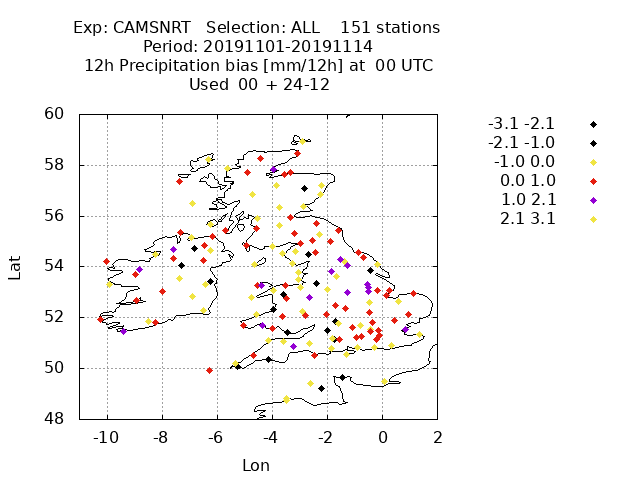 Exp: CAMSNRT Selection: ALL 151 stations
Period: 20191101-20191114
12h Precipitation bias [mm/12h] at 00 UTC
Used 00 + 24-12
-3.1 -2.1
-2.1 -1.0
-1.0 0.0
0.0 1.0
1.0 2.1
2.1 3.1
60
58
56
54
52
50
48
Lat
-10 -8 -6 -4 -2 0 2
Lon